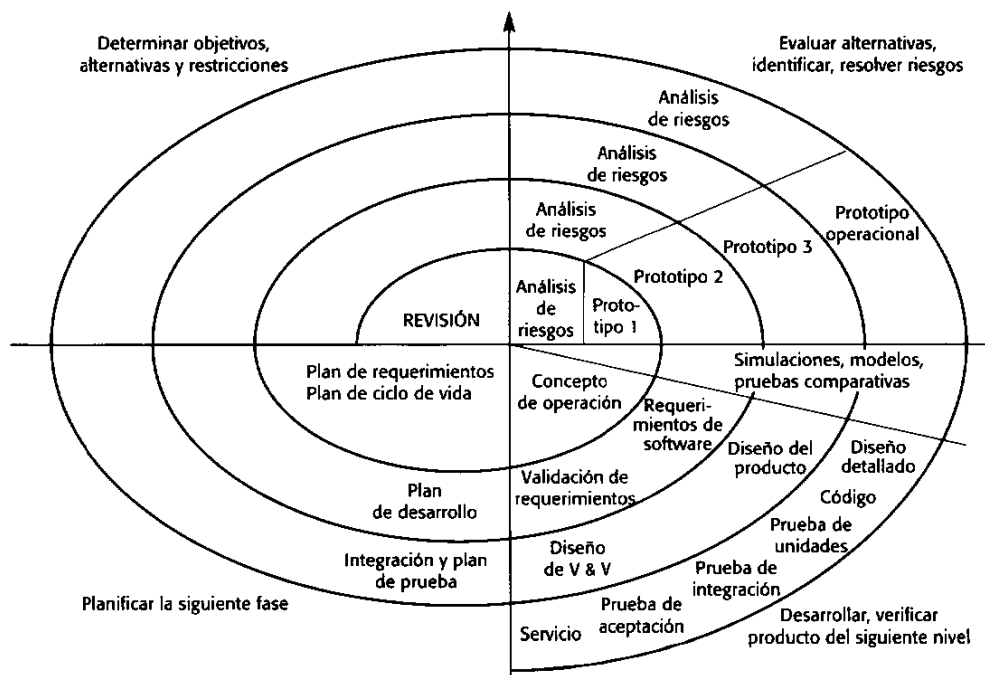 Determinar objetivos,
alternativas y restricciones
Evaluar alternativas,
identificar, resolver riesgos
Análisis
de riesgos
Análisis
de riesgos
Análisis
de riesgos
Análisis
de
riesgos
Proto-
tipo 1
Prototipo 2
Prototipo 3
Prototipo
operacional
REVISIÓN
Plan de requerimientos
Plan de ciclo de vida
Concepto
de operación
Simulaciones, modelos,
pruebas comparativas
Requeri-
mientos de
software
Diseño del
producto
Diseño
detallado
Plan
de desarrollo
Validación de
requerimientos
Código
Prueba de
unidades
Integración y plan
de prueba
Diseño
de V & V
Prueba de
integración
Planificar la siguiente fase
Servicio
Prueba de
aceptación
Desarrollar, verificar
producto del siguiente nivel